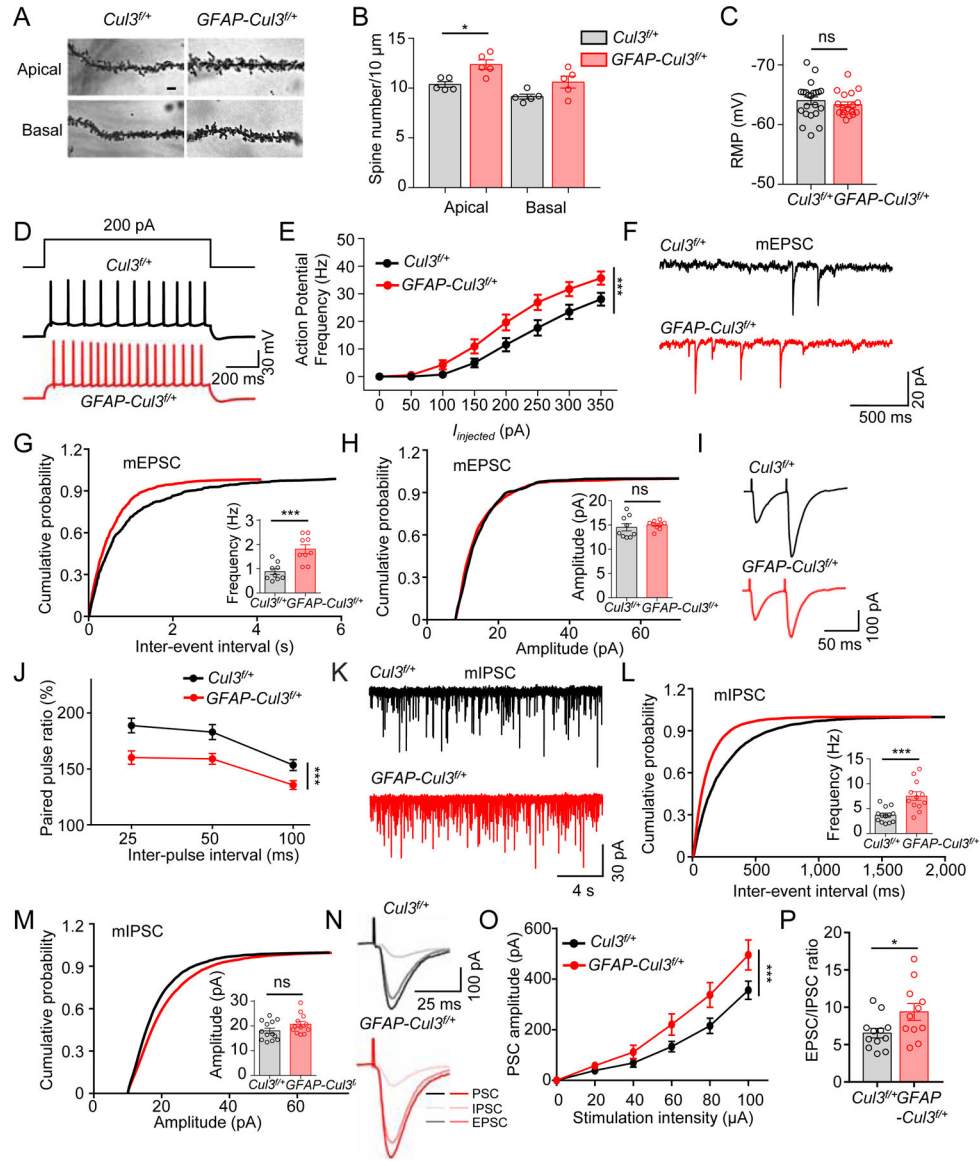 A
Cul3f/+
GFAP-Cul3f/+
Apical
Basal
B
Spine number/10 µm
15
10
5
0
*
Cul3f/+
GFAP-Cul3f/+
Apical
Basal
C
RMP (mV)
-70
-60
-50
ns
Cul3f/+ GFAP-Cul3f/+
D
200 pA
Cul3f/+
GFAP-Cul3f/+
200 ms
30 mV
E
Action Potential
Frequency (Hz)
50
40
30
20
10
0
Cul3f/+
GFAP-Cul3f/+
***
0 50 100 150 200 250 300 350
Iinjected (pA)
F
Cul3f/+
mEPSC
GFAP-Cul3f/+
20 pA
500 ms
G
Cumulative probability
1.2
0.9
0.6
0.3
0
mEPSC
Frequency (Hz)
3
2
1
0
***
Cul3f/+ GFAP-Cul3f/+
0 2 4 6
Inter-event interval (s)
H
Cumulative probability
1.2
0.9
0.6
0.3
0
mEPSC
Amplitude (pA)
20
15
10
5
0
ns
Cul3f/+ GFAP-Cul3f/+
0 20 40 60
Amplitude (pA)
I
Cul3f/+
GFAP-Cul3f/+
100 pA
50 ms
J
Paired pulse ratio (%)
200
150
100
Cul3f/+
GFAP-Cul3f/+
***
25 50 100
Inter-pulse interval (ms)
K
Cul3f/+
mIPSC
GFAP-Cul3f/+
30 pA
4 s
L
Cumulative probability
1.2
0.9
0.6
0.3
0
mIPSC
Frequency (Hz)
15
10
5
0
***
Cul3f/+ GFAP-Cul3f/+
0 500 1,000 1,500 2,000
Inter-event interval (ms)
M
Cumulative probability
1.2
0.9
0.6
0.3
0
mIPSC
Amplitude (pA)
30
20
10
0
ns
Cul3f/+ GFAP-Cul3f/
0 20 40 60
Amplitude (pA)
N
Cul3f/+
100 pA
25 ms
GFAP-Cul3f/+
PSC
IPSC
EPSC
O
PSC amplitude (pA)
600
400
200
0
Cul3f/+
GFAP-Cul3f/+
***
0 20 40 60 80 100
Stimulation intensity (µA)
P
EPSC/IPSC ratio
20
15
10
5
0
*
Cul3f/+ GFAP
-Cul3f/+